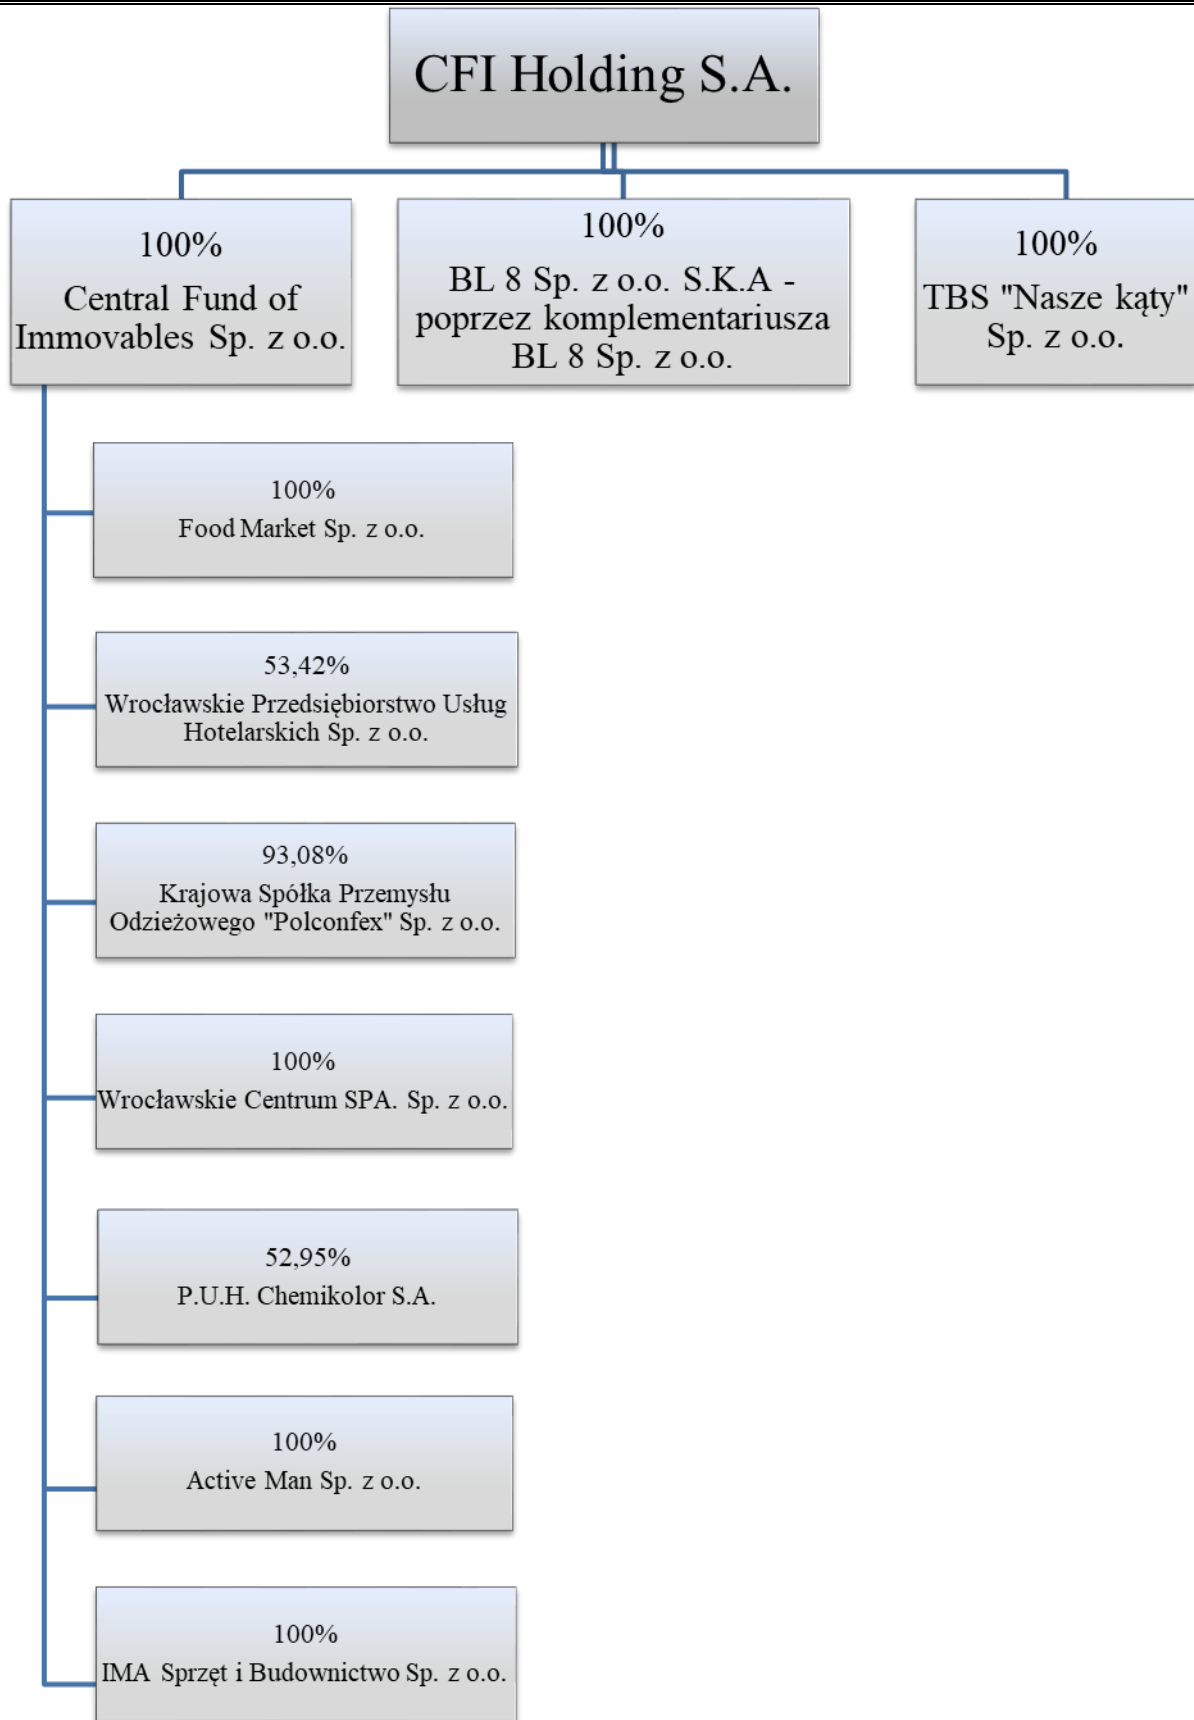 CFI Holding S.A.
100%
Central Fund of
Immovables Sp. z o.o.
100%
BL 8 Sp. z o.o. S.K.A -
poprzez komplementariusza
BL 8 Sp. z o.o.
100%
TBS "Nasze kąty"
Sp. z o.o.
100%
Food Market Sp. z o.o.
53,42%
Wrocławskie Przedsiębiorstwo Usług
Hotelarskich Sp. z o.o.
93,08%
Krajowa Spółka Przemysłu
Odzieżowego "Polconfex" Sp. z o.o.
100%
Wrocławskie Centrum SPA. Sp. z o.o.
52,95%
P.U.H. Chemikolor S.A.
100%
Active Man Sp. z o.o.
100%
IMA Sprzęt i Budownictwo Sp. z o.o.